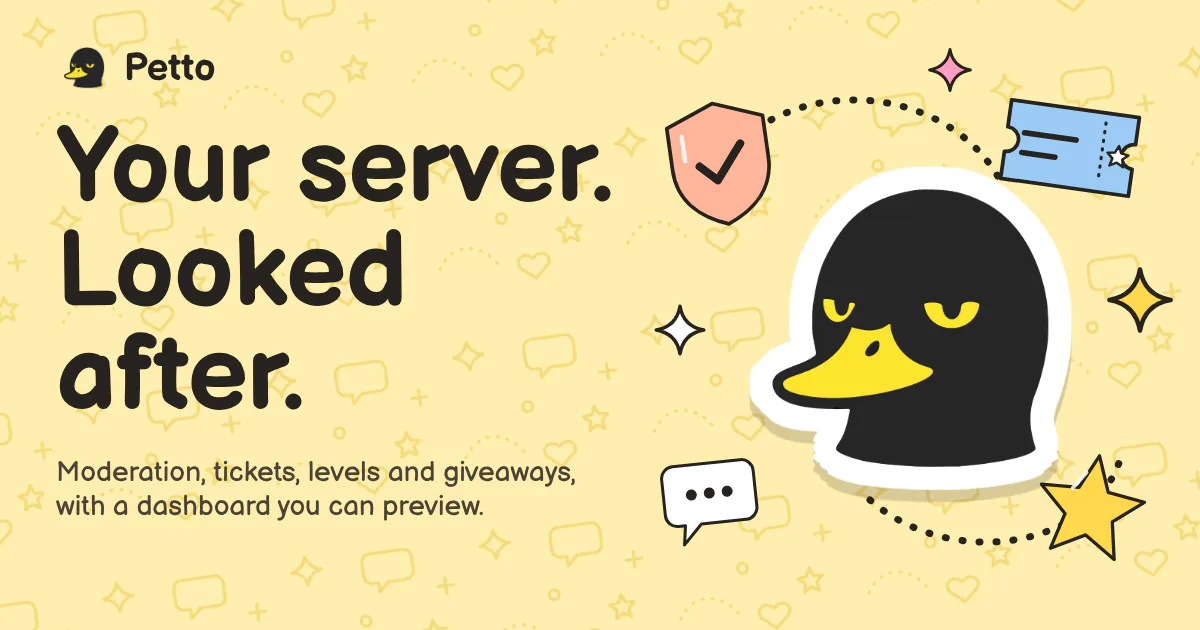 Petto
Your server.
Looked
after.
Moderation, tickets, levels and giveaways,
with a dashboard you can preview.